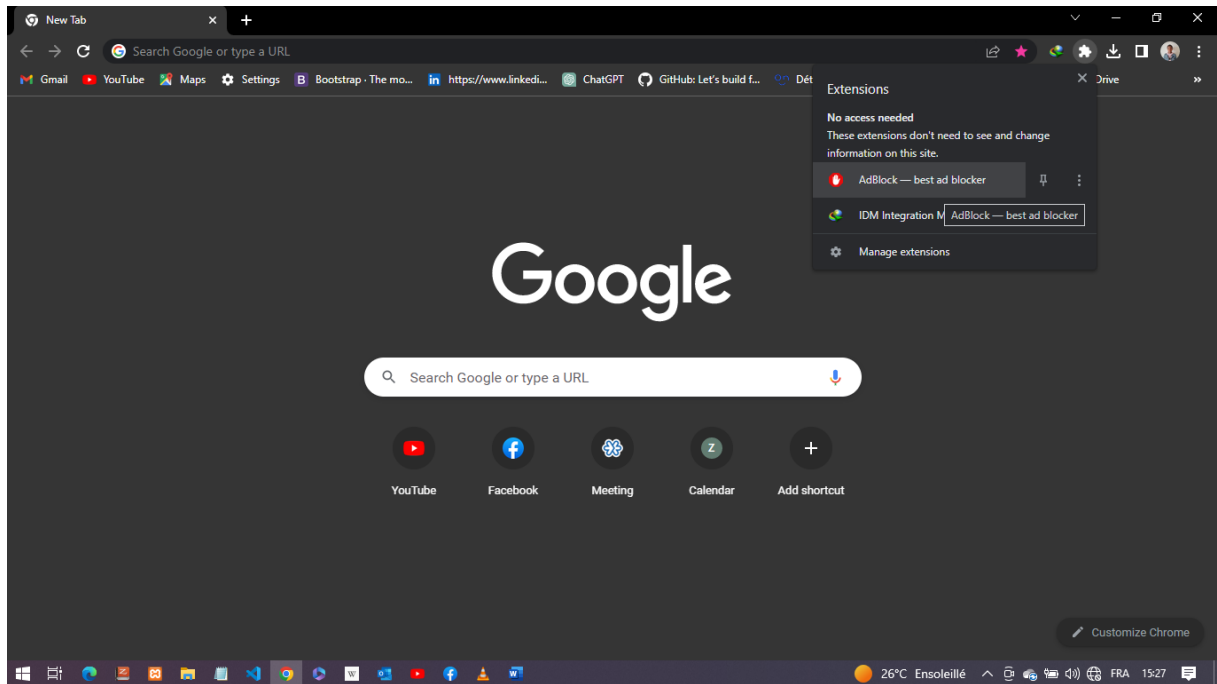 New Tab
Search Google or type a URL
Gmail YouTube Maps Settings B Bootstrap · The mo... in https://www.linkedi... ChatGPT GitHub: Let's build f... Dét Drive »
Extensions
No access needed
These extensions don't need to see and change
information on this site.
AdBlock — best ad blocker
IDM Integration M
AdBlock — best ad blocker
Manage extensions
Google
Search Google or type a URL
Z
YouTube Facebook Meeting Calendar Add shortcut
Customize Chrome
26°C Ensoleillé FRA 15:27